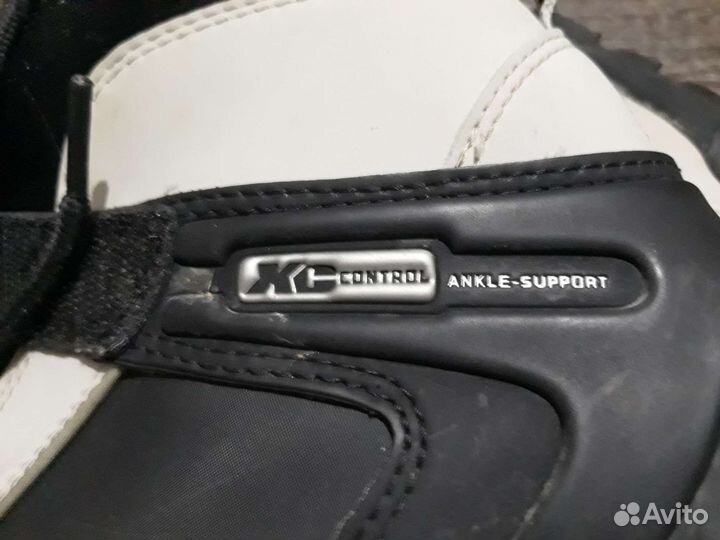 XC CONTROL ANKLE-SUPPORT
Avito